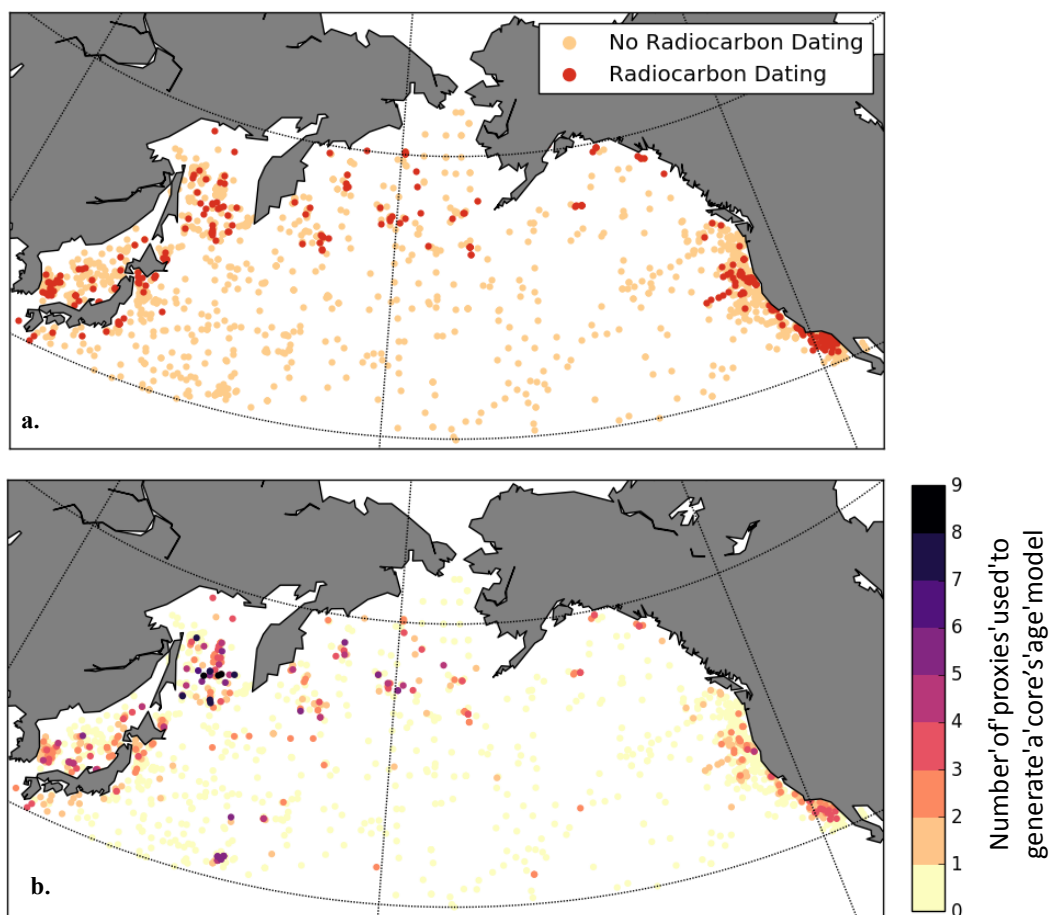 No Radiocarbon Dating
Radiocarbon Dating
a.
b.
9
8
7
6
5
4
3
2
1
0
Number'of'proxies'used'to
generate'a'core's'age'model